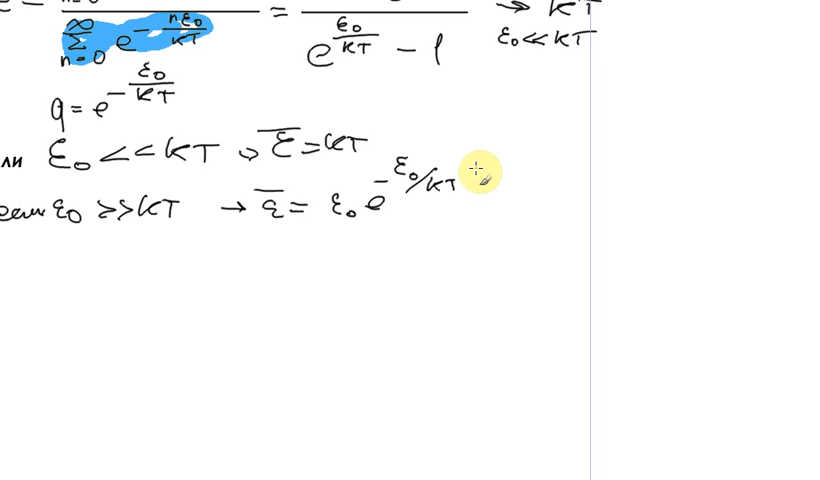 ∞
Σ e^{-nε₀/kT} = e^{ε₀/kT} - 1 → kT
n=0 ε₀ << kT
q = e^{-ε₀/kT}
ли ε₀ << kT → ε̅ = kT
если ε₀ >> kT → ε̅ = ε₀ e^{-ε₀/kT}